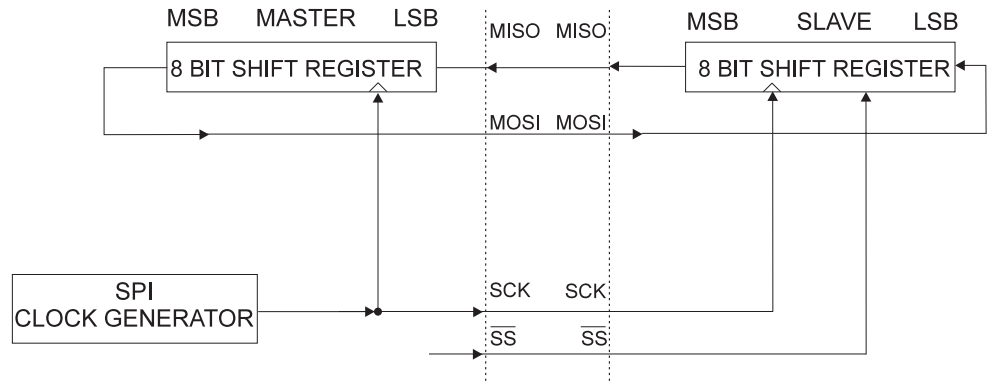 MSB MASTER LSB
MISO MISO
MSB SLAVE LSB
8 BIT SHIFT REGISTER
8 BIT SHIFT REGISTER
MOSI MOSI
SPI
CLOCK GENERATOR
SCK SCK
SS SS